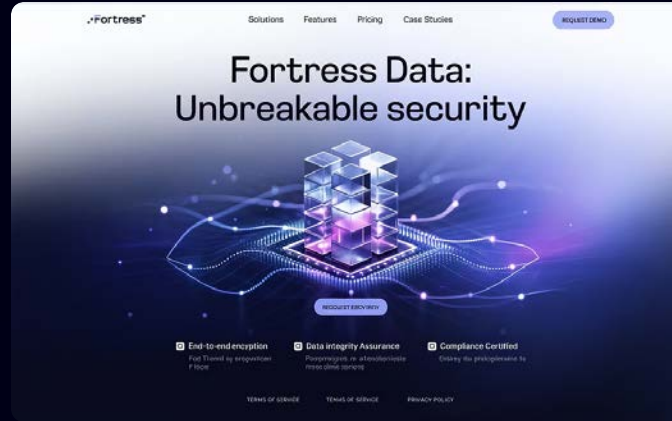 Fortress
Solutions Features Pricing Case Studies
REQUEST DEMO
Fortress Data:
Unbreakable security
End-to-end encryption
Data integrity Assurance
Compliance Certified
TERMS OF SERVICE TERMS OF SERVICE PRIVACY POLICY